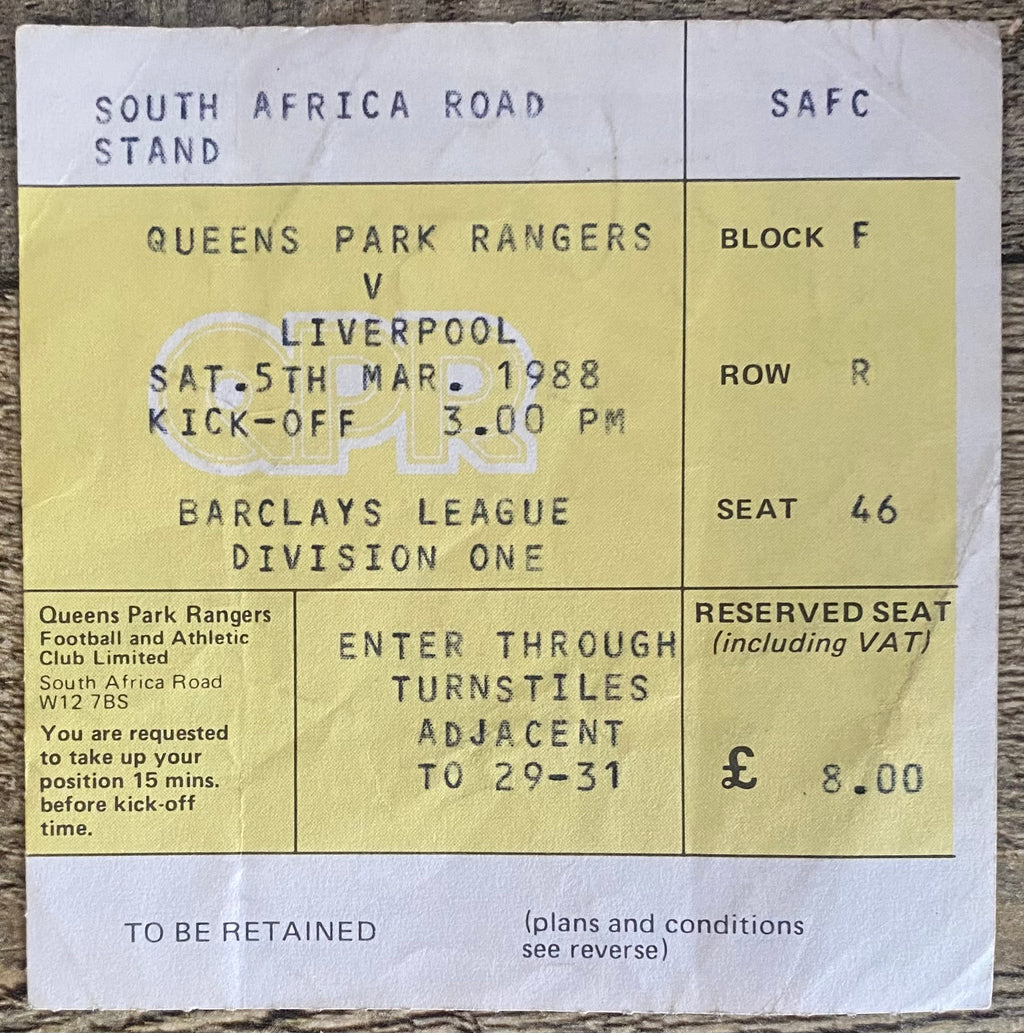 SOUTH AFRICA ROAD
STAND
SAFC
QUEENS PARK RANGERS
V
LIVERPOOL
SAT.5TH MAR. 1988
KICK-OFF 3.00 PM
QPR
BARCLAYS LEAGUE
DIVISION ONE
BLOCK F
ROW R
SEAT 46
Queens Park Rangers
Football and Athletic
Club Limited
South Africa Road
W12 7BS
You are requested
to take up your
position 15 mins.
before kick-off
time.
ENTER THROUGH
TURNSTILES
ADJACENT
TO 29-31
RESERVED SEAT
(including VAT)
£ 8.00
TO BE RETAINED
(plans and conditions
see reverse)